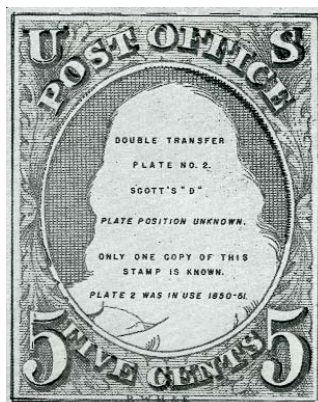 U S
POST OFFICE
DOUBLE TRANSFER
PLATE NO. 2.
SCOTT'S "D"
PLATE POSITION UNKNOWN.
ONLY ONE COPY OF THIS
STAMP IS KNOWN.
PLATE 2 WAS IN USE 1850-51.
5 FIVE CENTS 5